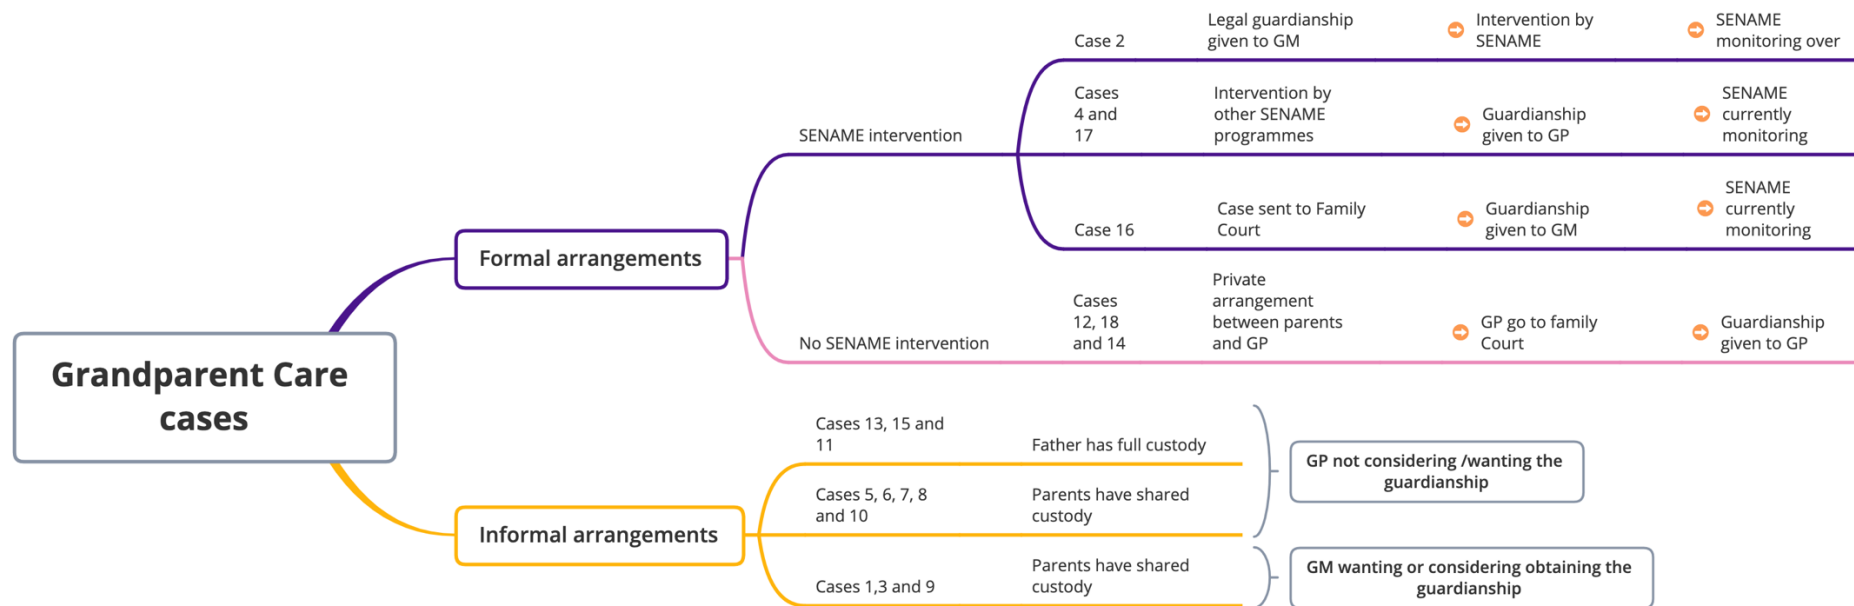 Grandparent Care
cases
Formal arrangements
SENAME intervention
Case 2
Legal guardianship
given to GM
Intervention by
SENAME
SENAME
monitoring over
Cases
4 and
17
Intervention by
other SENAME
programmes
Guardianship
given to GP
SENAME
currently
monitoring
Case 16
Case sent to Family
Court
Guardianship
given to GM
SENAME
currently
monitoring
No SENAME intervention
Cases
12, 18
and 14
Private
arrangement
between parents
and GP
GP go to family
Court
Guardianship
given to GP
Informal arrangements
Cases 13, 15 and
11
Father has full custody
Cases 5, 6, 7, 8
and 10
Parents have shared
custody
GP not considering /wanting the
guardianship
Cases 1,3 and 9
Parents have shared
custody
GM wanting or considering obtaining the
guardianship